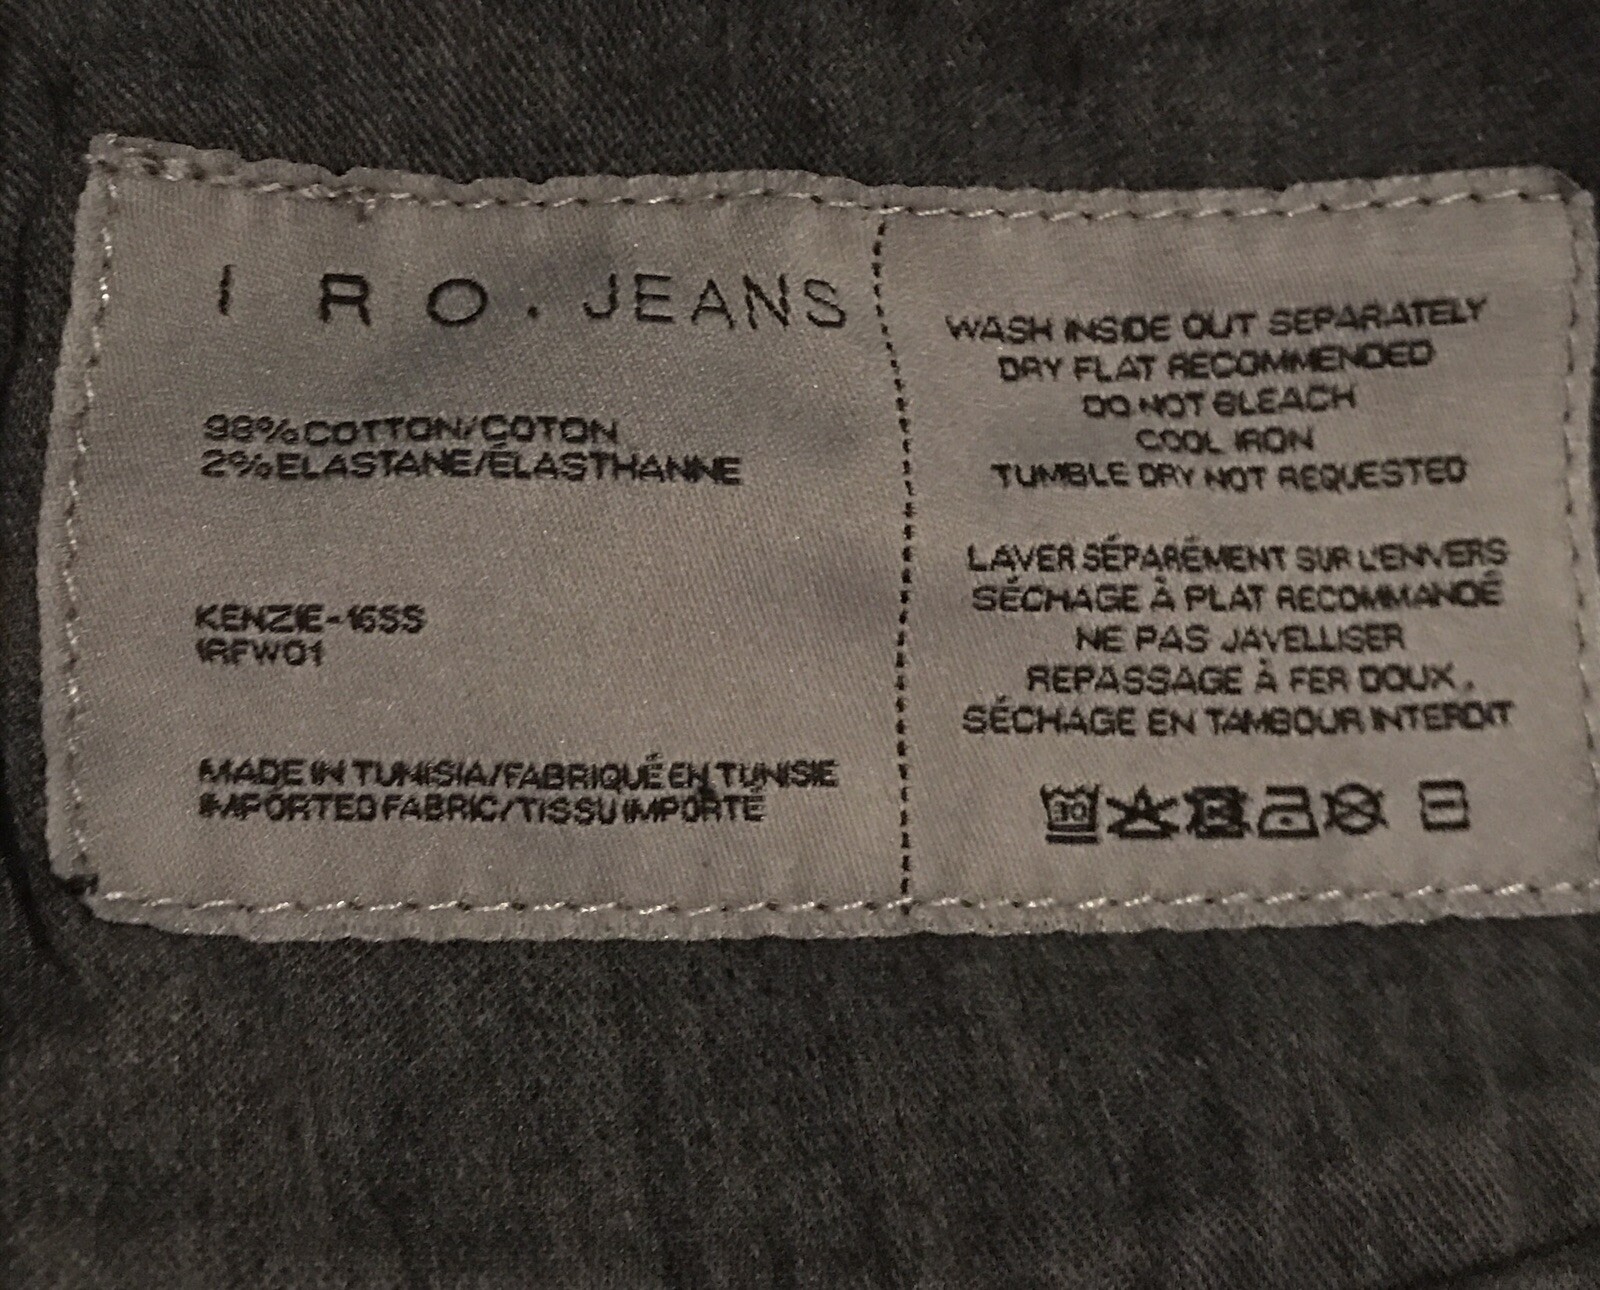 IRO.JEANS
98% COTTON/COTON
2% ELASTANE/ÉLASTHANNE
KENZIE-16SS
IRFW01
MADE IN TUNISIA/FABRIQUÉ EN TUNISIE
IMPORTED FABRIC/TISSU IMPORTÉ
WASH INSIDE OUT SEPARATELY
DRY FLAT RECOMMENDED
DO NOT BLEACH
COOL IRON
TUMBLE DRY NOT REQUESTED
LAVER SÉPARÉMENT SUR L'ENVERS
SÉCHAGE À PLAT RECOMMANDÉ
NE PAS JAVELLISER
REPASSAGE À FER DOUX.
SÉCHAGE EN TAMBOUR INTERDIT
30